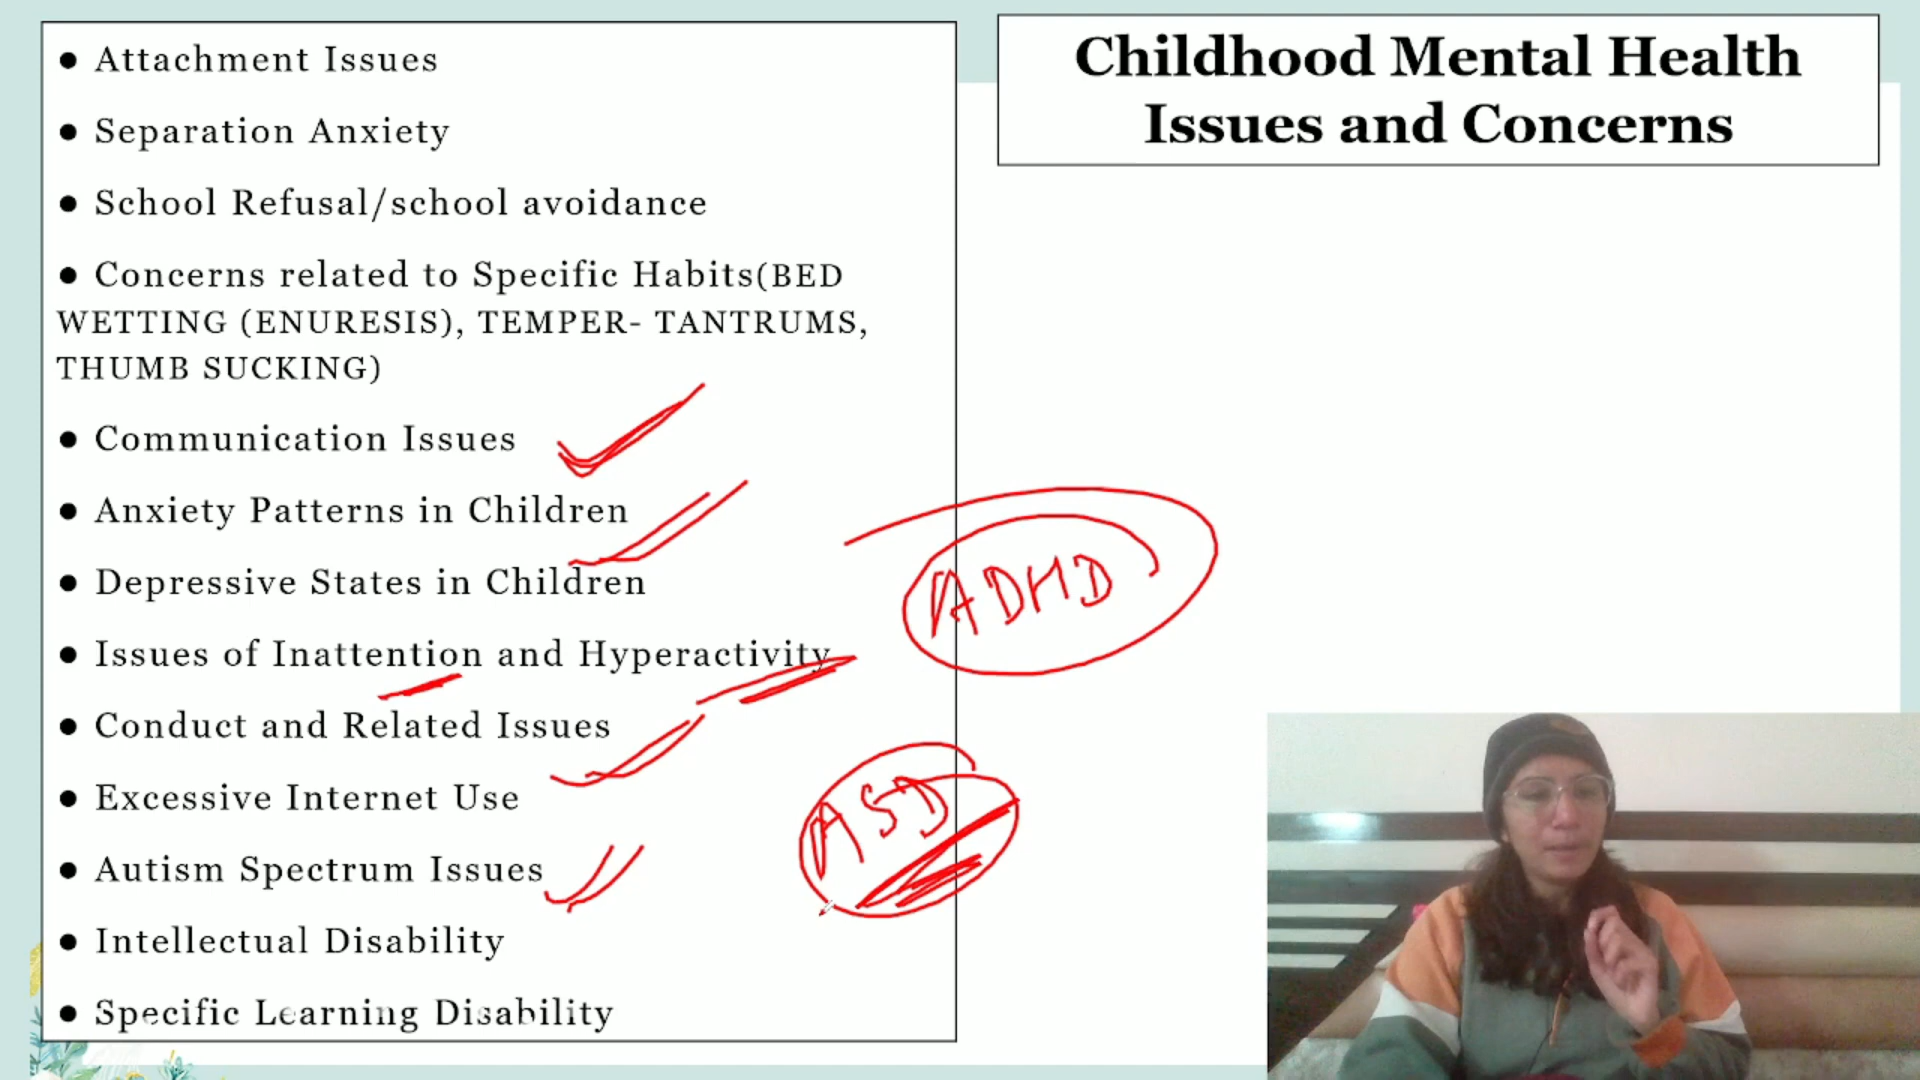 ● Attachment Issues
● Separation Anxiety
● School Refusal/school avoidance
● Concerns related to Specific Habits(BED
WETTING (ENURESIS), TEMPER- TANTRUMS,
THUMB SUCKING)
● Communication Issues
● Anxiety Patterns in Children
● Depressive States in Children
● Issues of Inattention and Hyperactivity
● Conduct and Related Issues
● Excessive Internet Use
● Autism Spectrum Issues
● Intellectual Disability
● Specific Learning Disability
Childhood Mental Health
Issues and Concerns
ADHD
ASD